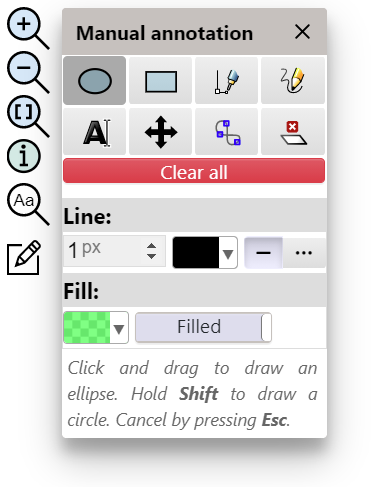 Manual annotation
A
Clear all
Aa
Line:
1 px
Fill:
Filled
Click and drag to draw an
ellipse. Hold Shift to draw a
circle. Cancel by pressing Esc.